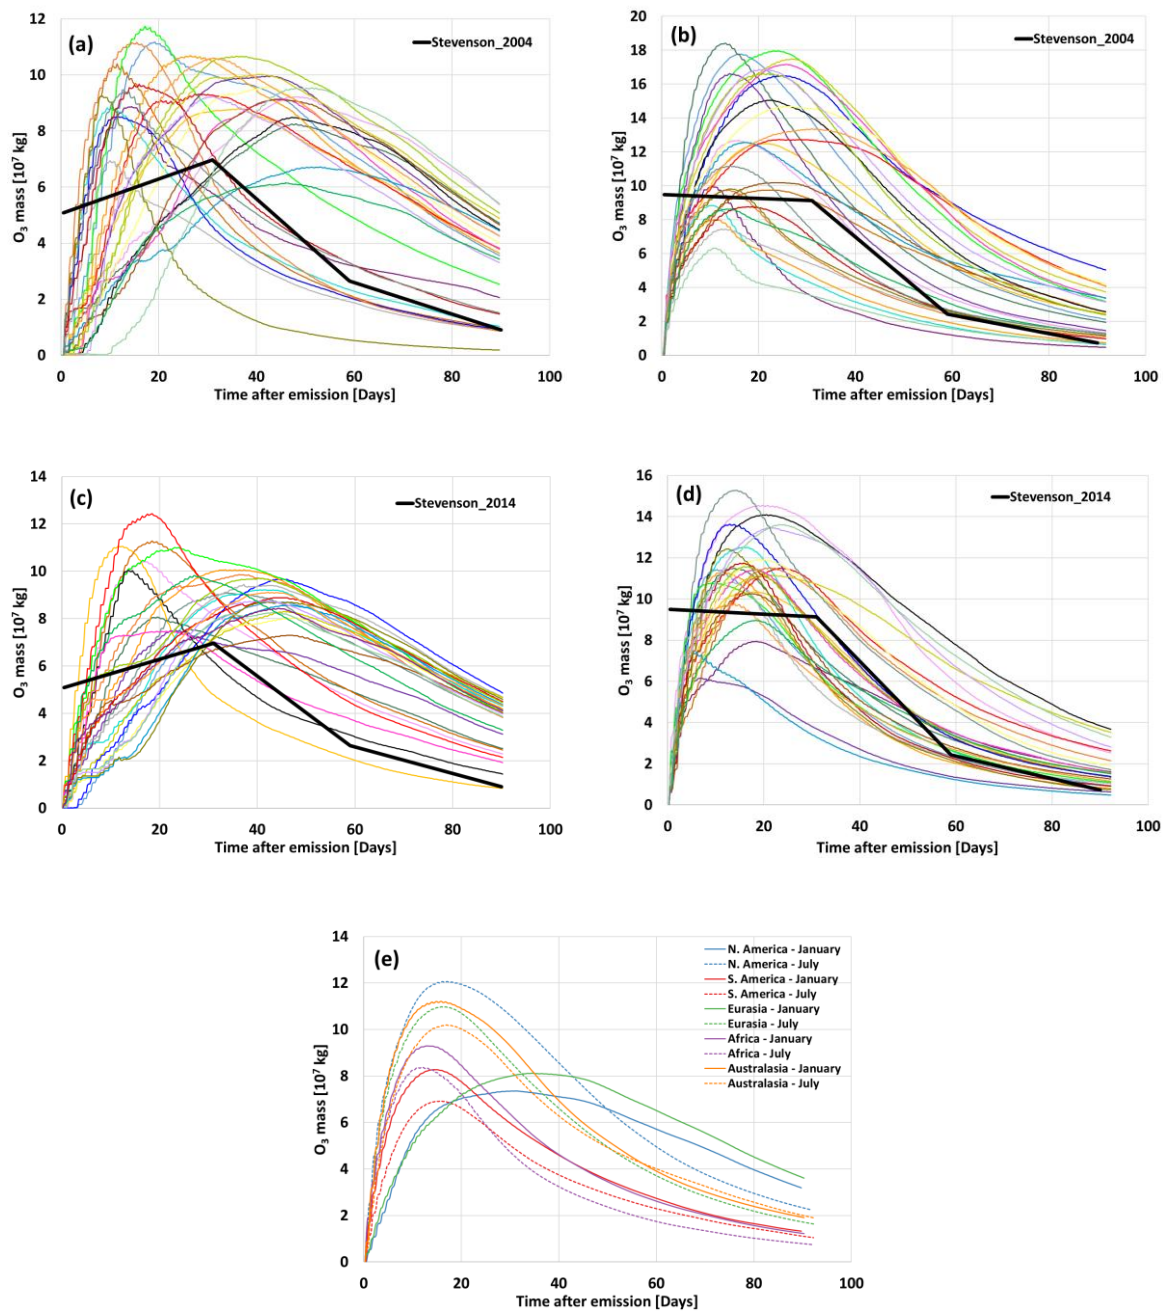 (a)
Stevenson_2004
O₃ mass [10⁷ kg]
12
10
8
6
4
2
0
0 20 40 60 80 100
Time after emission [Days]
(b)
Stevenson_2004
O₃ mass [10⁷ kg]
20
18
16
14
12
10
8
6
4
2
0
0 20 40 60 80 100
Time after emission [Days]
(c)
Stevenson_2014
O₃ mass [10⁷ kg]
14
12
10
8
6
4
2
0
0 20 40 60 80 100
Time after emission [Days]
(d)
Stevenson_2014
O₃ mass [10⁷ kg]
16
14
12
10
8
6
4
2
0
0 20 40 60 80 100
Time after emission [Days]
(e)
O₃ mass [10⁷ kg]
14
12
10
8
6
4
2
0
N. America - January
N. America - July
S. America - January
S. America - July
Eurasia - January
Eurasia - July
Africa - January
Africa - July
Australasia - January
Australasia - July
0 20 40 60 80 100
Time after emission [Days]